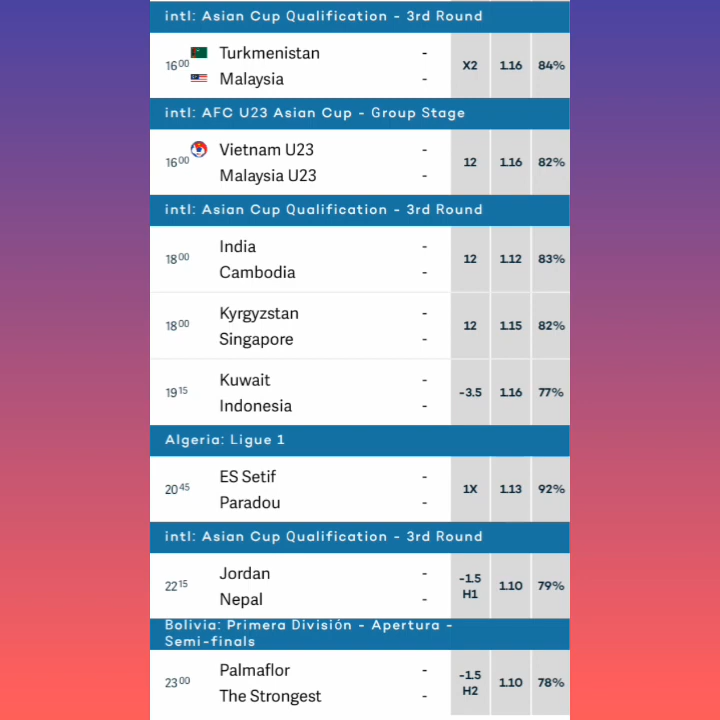 intl: Asian Cup Qualification - 3rd Round
16 00 Turkmenistan - X2 1.16 84%
Malaysia -
intl: AFC U23 Asian Cup - Group Stage
16 00 Vietnam U23 - 12 1.16 82%
Malaysia U23 -
intl: Asian Cup Qualification - 3rd Round
18 00 India - 12 1.12 83%
Cambodia -
18 00 Kyrgyzstan - 12 1.15 82%
Singapore -
19 15 Kuwait - -3.5 1.16 77%
Indonesia -
Algeria: Ligue 1
20 45 ES Setif - 1X 1.13 92%
Paradou -
intl: Asian Cup Qualification - 3rd Round
22 15 Jordan - -1.5 H1 1.10 79%
Nepal -
Bolivia: Primera División - Apertura -
Semi-finals
23 00 Palmaflor - -1.5 H2 1.10 78%
The Strongest -